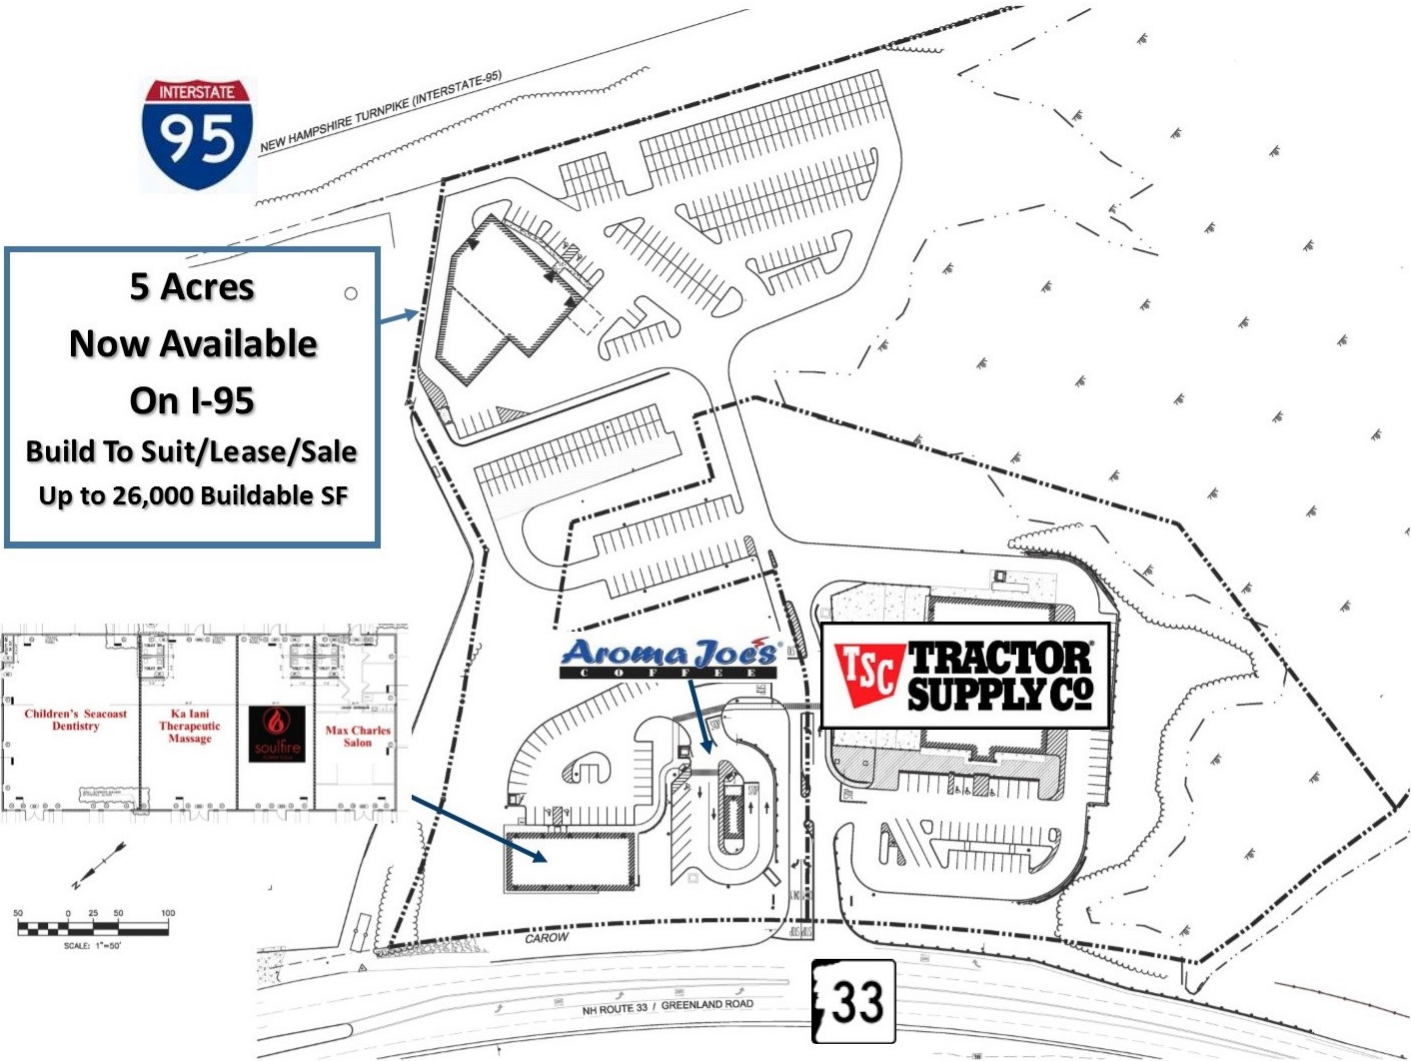 INTERSTATE
95
NEW HAMPSHIRE TURNPIKE (INTERSTATE-95)
5 Acres
Now Available
On I-95
Build To Suit/Lease/Sale
Up to 26,000 Buildable SF
Aroma Joe's
COFFEE
TSC TRACTOR
SUPPLY CO
Children's Seacoast
Dentistry
Ka Iani
Therapeutic
Massage
soulfire
Max Charles
Salon
STOP
STOP
N
50 0 25 50 100
SCALE: 1"=50'
CAROW
NH ROUTE 33 / GREENLAND ROAD
33